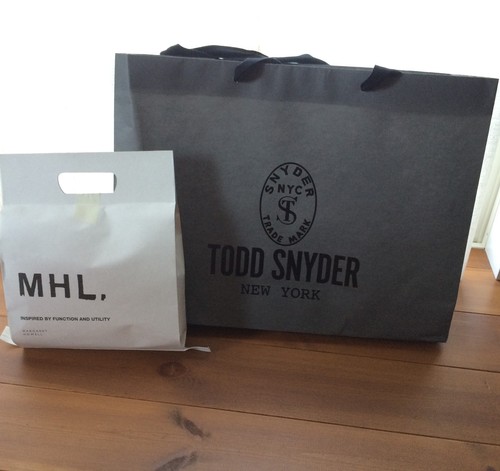 MHL.
INSPIRED BY FUNCTION AND UTILITY
MARGARET
HOWELL
SNYDER
NYC
TS
TRADE MARK
TODD SNYDER
NEW YORK